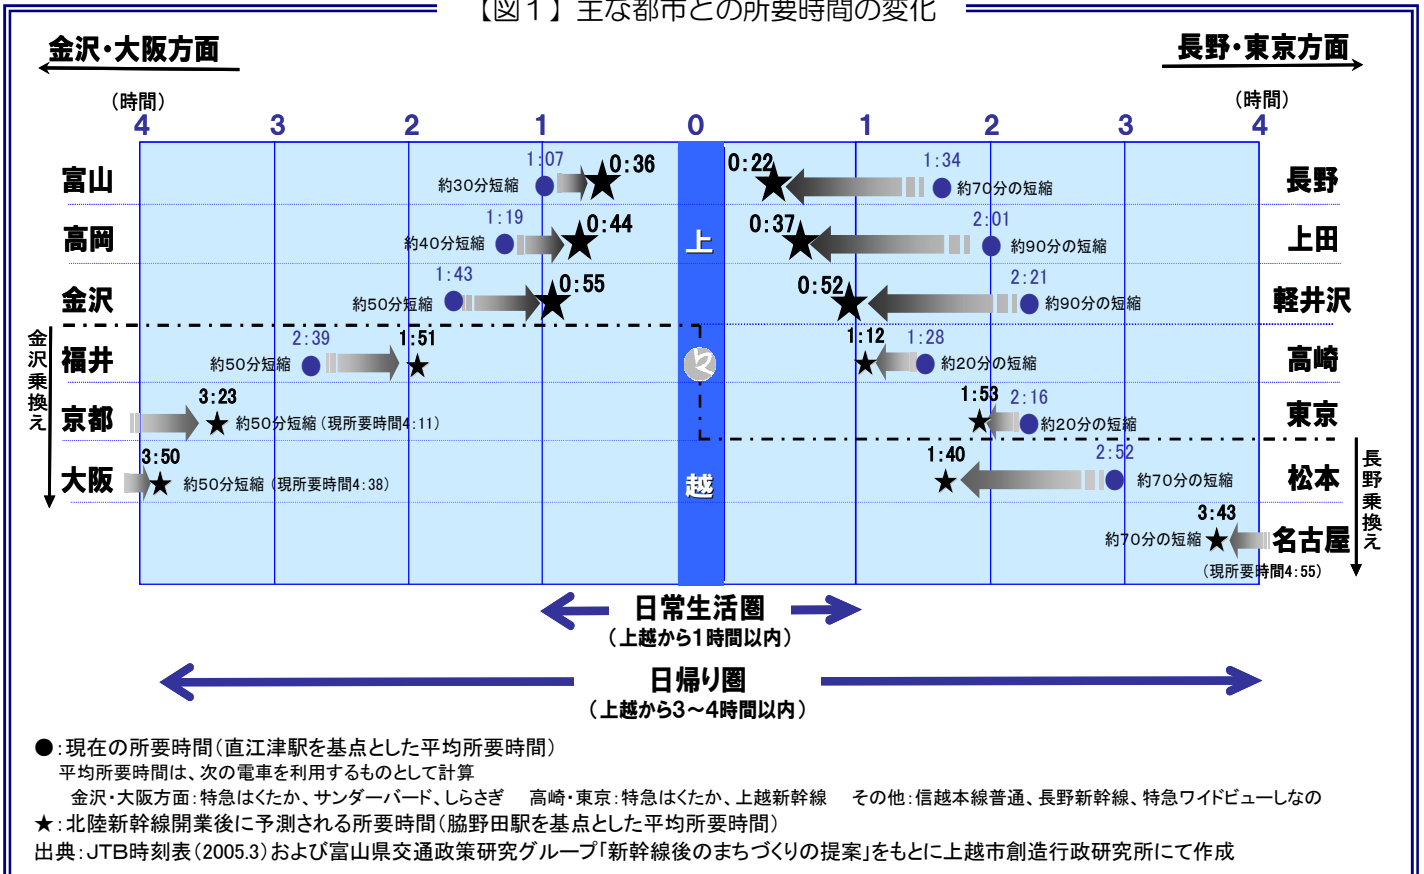 【図１】主な都市との所要時間の変化
金沢・大阪方面
長野・東京方面
（時間）
（時間）
4 3 2 1 0 1 2 3 4
富山 約30分短縮 1:07 0:36 0:22 1:34 約70分の短縮 長野
高岡 約40分短縮 1:19 0:44 0:37 2:01 約90分の短縮 上田
金沢 約50分短縮 1:43 0:55 0:52 2:21 約90分の短縮 軽井沢
福井 約50分短縮 2:39 1:51 1:12 1:28 約20分の短縮 高崎
京都 3:23 約50分短縮（現所要時間4:11） 1:53 2:16 約20分の短縮 東京
大阪 3:50 約50分短縮（現所要時間4:38） 1:40 2:52 約70分の短縮 松本
約70分の短縮 3:43 名古屋
（現所要時間4:55）
上越
金沢乗換え
長野乗換え
日常生活圏
（上越から１時間以内）
日帰り圏
（上越から３～４時間以内）
●：現在の所要時間（直江津駅を基点とした平均所要時間）
平均所要時間は、次の電車を利用するものとして計算
金沢・大阪方面：特急はくたか、サンダーバード、しらさぎ　高崎・東京：特急はくたか、上越新幹線　その他：信越本線普通、長野新幹線、特急ワイドビューしなの
★：北陸新幹線開業後に予測される所要時間（脇野田駅を基点とした平均所要時間）
出典：ＪＴＢ時刻表（2005.3）および富山県交通政策研究グループ「新幹線後のまちづくりの提案」をもとに上越市創造行政研究所にて作成